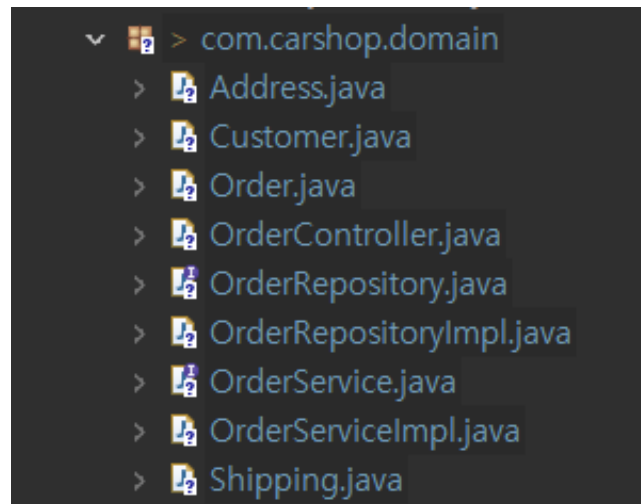 > com.carshop.domain
> Address.java
> Customer.java
> Order.java
> OrderController.java
> OrderRepository.java
> OrderRepositoryImpl.java
> OrderService.java
> OrderServiceImpl.java
> Shipping.java